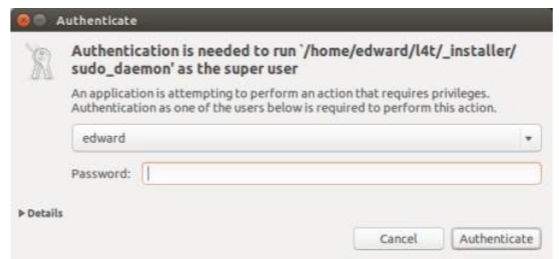 Authenticate
Authentication is needed to run `/home/edward/l4t/_installer/
sudo_daemon' as the super user
An application is attempting to perform an action that requires privileges.
Authentication as one of the users below is required to perform this action.
edward
Password:
Details
Cancel
Authenticate